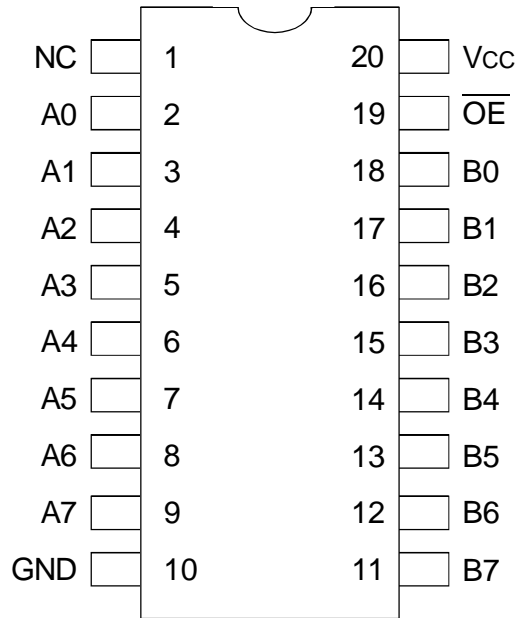 NC 1 20 Vcc
A0 2 19 O̅E̅
A1 3 18 B0
A2 4 17 B1
A3 5 16 B2
A4 6 15 B3
A5 7 14 B4
A6 8 13 B5
A7 9 12 B6
GND 10 11 B7